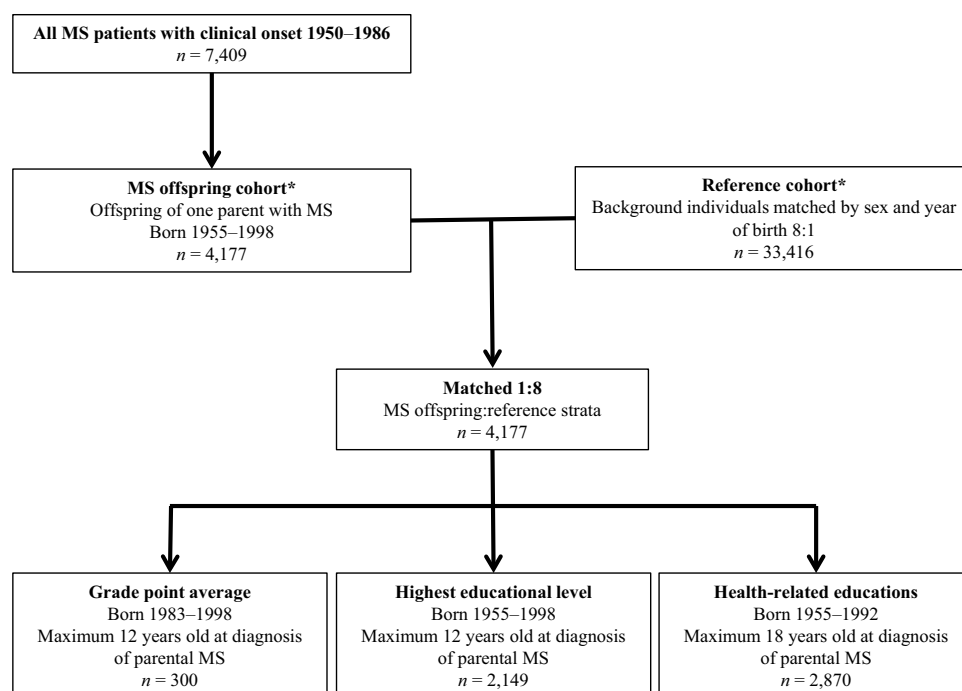 All MS patients with clinical onset 1950–1986
n = 7,409
MS offspring cohort*
Offspring of one parent with MS
Born 1955–1998
n = 4,177
Reference cohort*
Background individuals matched by sex and year
of birth 8:1
n = 33,416
Matched 1:8
MS offspring:reference strata
n = 4,177
Grade point average
Born 1983–1998
Maximum 12 years old at diagnosis
of parental MS
n = 300
Highest educational level
Born 1955–1998
Maximum 12 years old at diagnosis
of parental MS
n = 2,149
Health-related educations
Born 1955–1992
Maximum 18 years old at diagnosis
of parental MS
n = 2,870